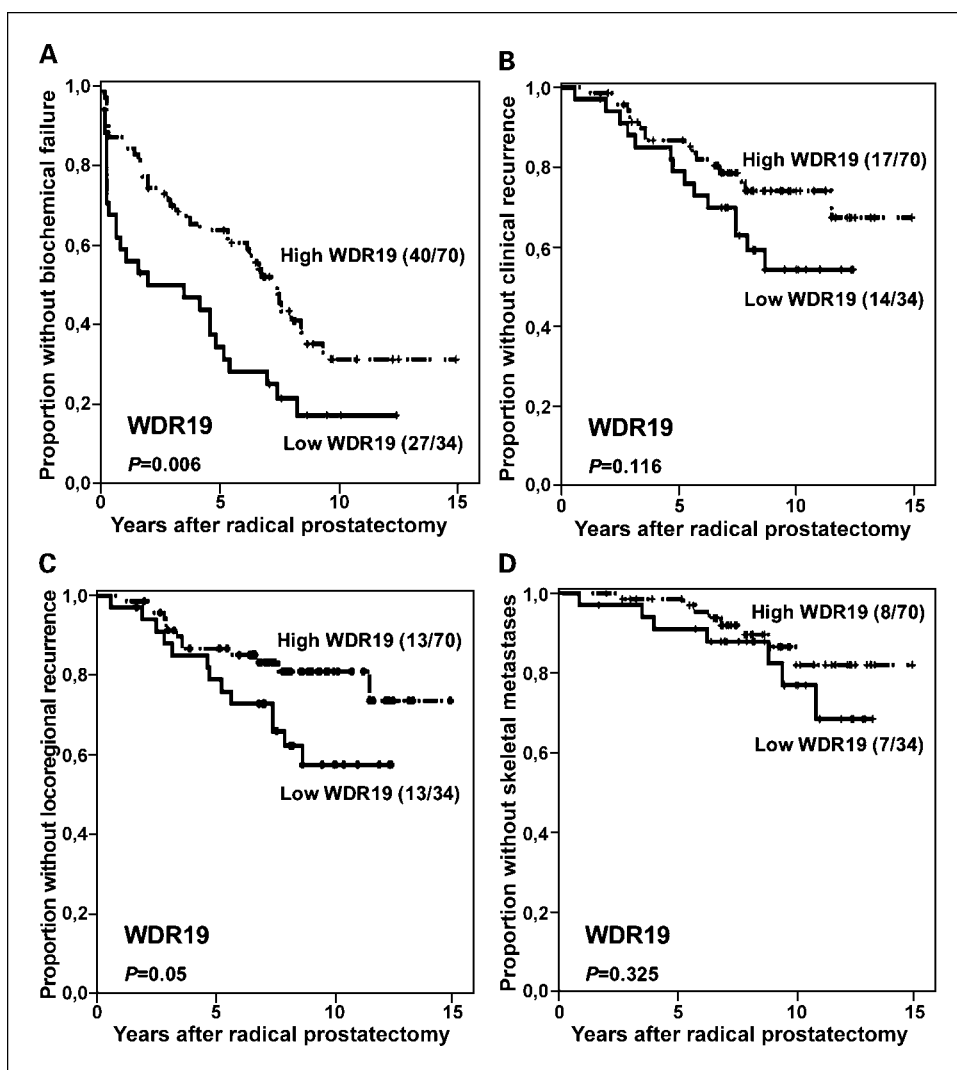 A
Proportion without biochemical failure
1,0
0,8
0,6
0,4
0,2
0,0
High WDR19 (40/70)
Low WDR19 (27/34)
WDR19
P=0.006
0 5 10 15
Years after radical prostatectomy
B
Proportion without clinical recurrence
1,0
0,8
0,6
0,4
0,2
0,0
High WDR19 (17/70)
Low WDR19 (14/34)
WDR19
P=0.116
0 5 10 15
Years after radical prostatectomy
C
Proportion without locoregional recurrence
1,0
0,8
0,6
0,4
0,2
0,0
High WDR19 (13/70)
Low WDR19 (13/34)
WDR19
P=0.05
0 5 10 15
Years after radical prostatectomy
D
Proportion without skeletal metastases
1,0
0,8
0,6
0,4
0,2
0,0
High WDR19 (8/70)
Low WDR19 (7/34)
WDR19
P=0.325
0 5 10 15
Years after radical prostatectomy